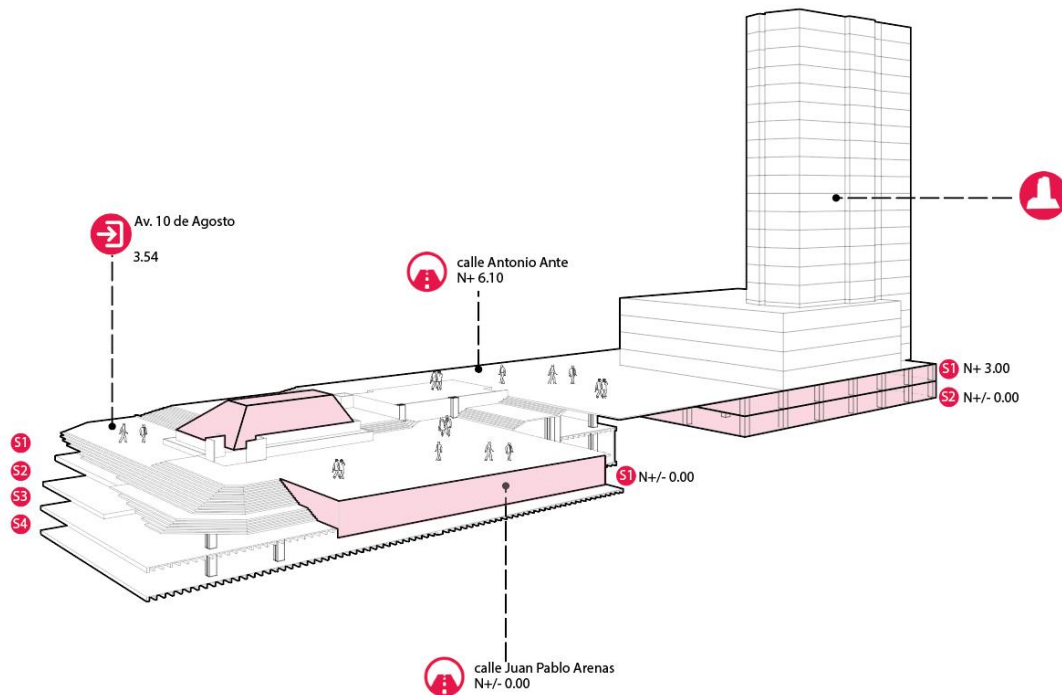 Av. 10 de Agosto
3.54
calle Antonio Ante
N+ 6.10
S1 N+ 3.00
S2 N+/- 0.00
S1
S2
S3
S4
S1 N+/- 0.00
calle Juan Pablo Arenas
N+/- 0.00